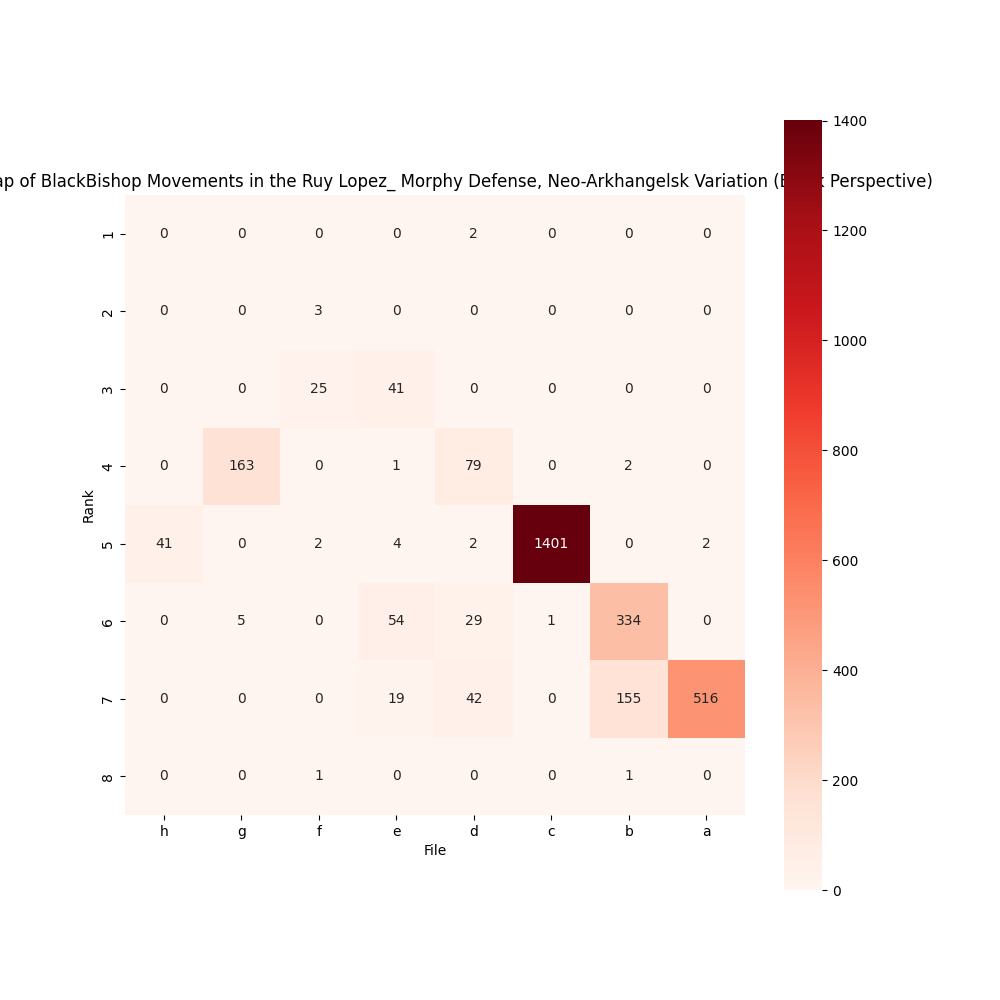 ap of BlackBishop Movements in the Ruy Lopez_ Morphy Defense, Neo-Arkhangelsk Variation (B k Perspective)
1400
1 0 0 0 0 2 0 0 0
1200
2 0 0 3 0 0 0 0 0
1000
3 0 0 25 41 0 0 0 0
4 0 163 0 1 79 0 2 0
800
Rank
5 41 0 2 4 2 1401 0 2
600
6 0 5 0 54 29 1 334 0
400
7 0 0 0 19 42 0 155 516
200
8 0 0 1 0 0 0 1 0
h g f e d c b a
File
0